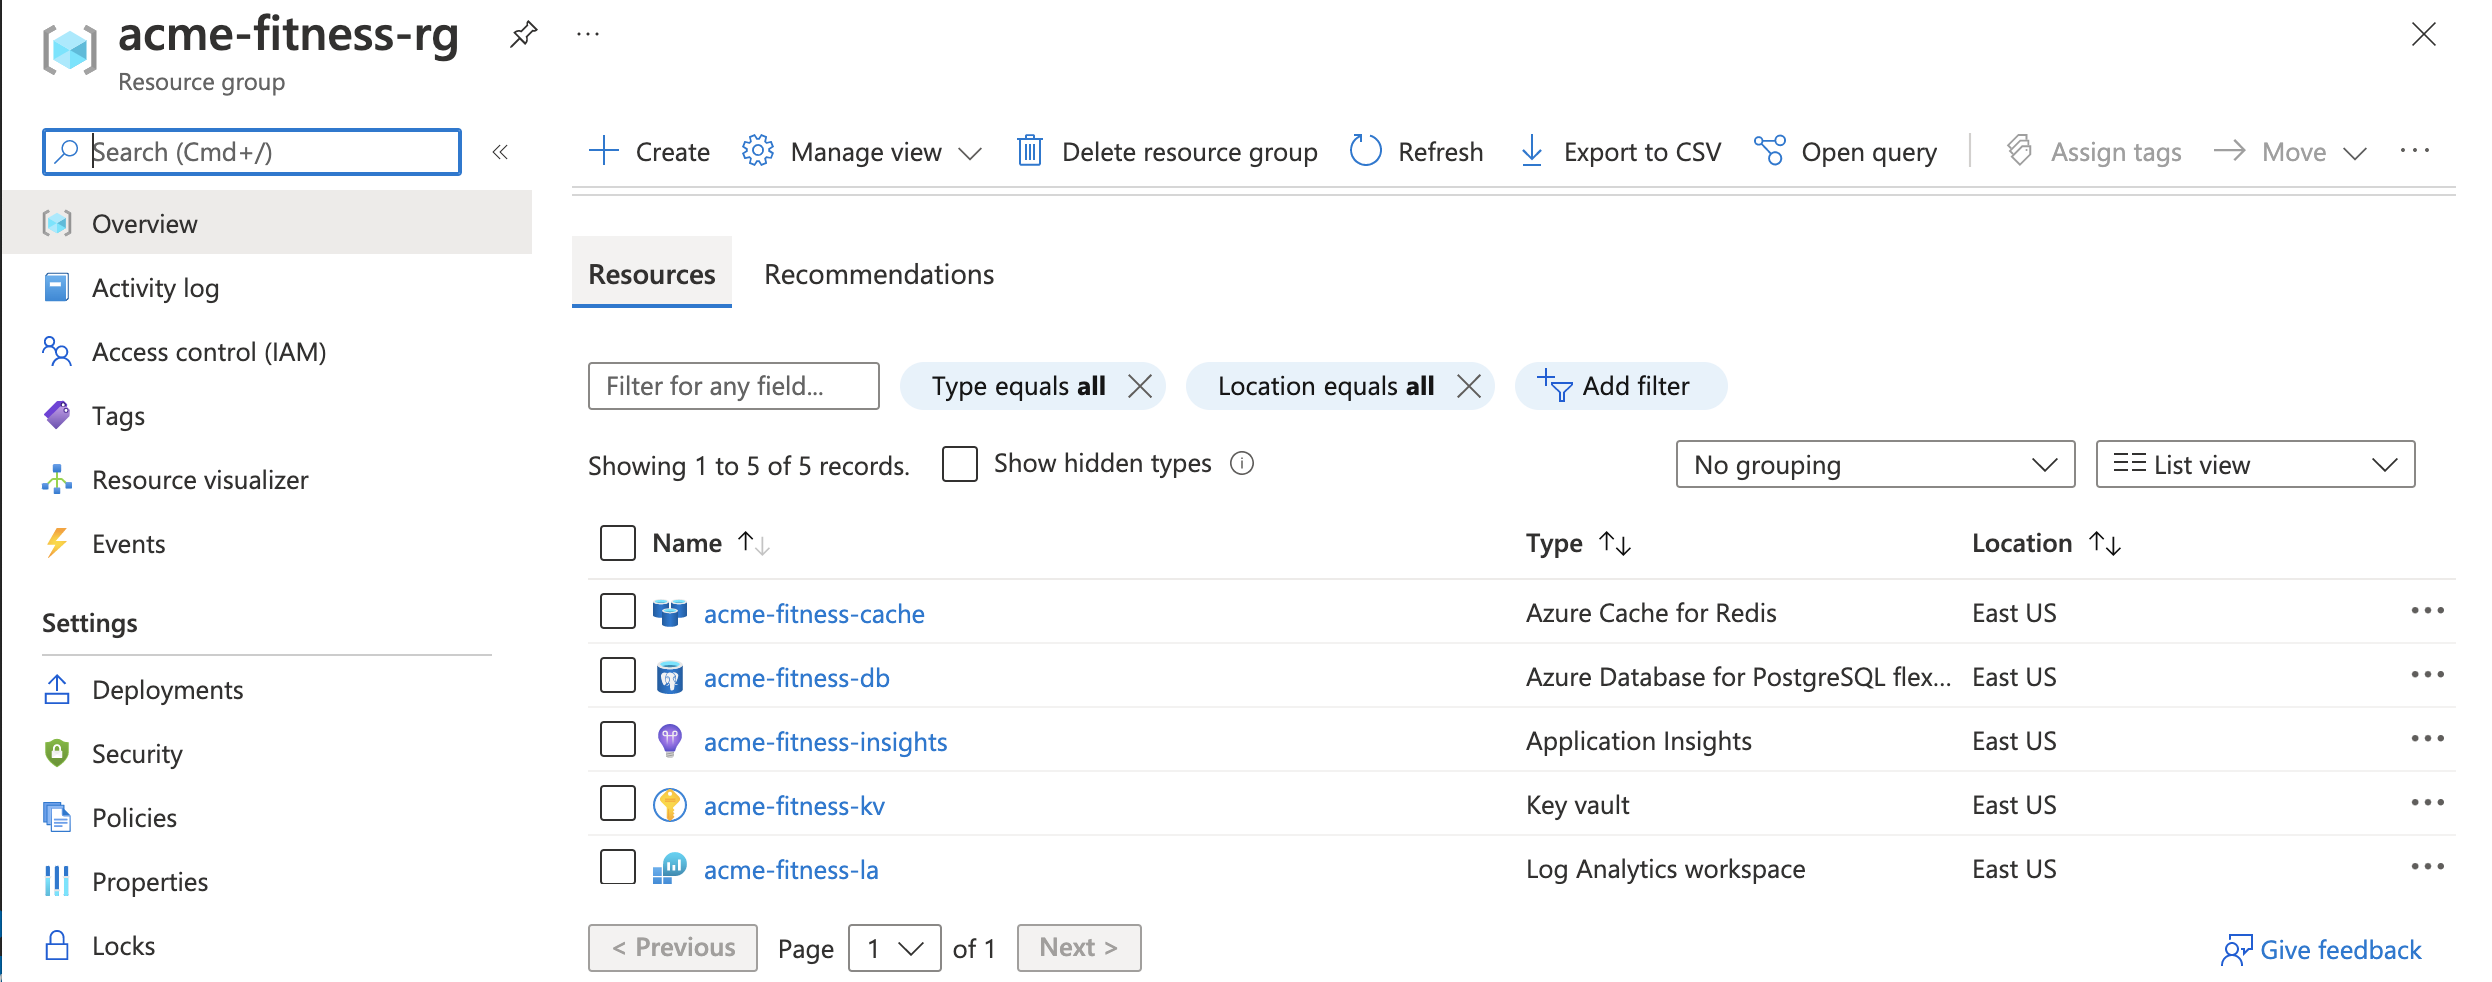 acme-fitness-rg
Resource group
Search (Cmd+/)
Create Manage view Delete resource group Refresh Export to CSV Open query Assign tags Move
Overview
Activity log
Access control (IAM)
Tags
Resource visualizer
Events
Settings
Deployments
Security
Policies
Properties
Locks
Resources Recommendations
Filter for any field... Type equals all Location equals all Add filter
Showing 1 to 5 of 5 records. Show hidden types No grouping List view
Name Type Location
acme-fitness-cache Azure Cache for Redis East US
acme-fitness-db Azure Database for PostgreSQL flex... East US
acme-fitness-insights Application Insights East US
acme-fitness-kv Key vault East US
acme-fitness-la Log Analytics workspace East US
< Previous Page 1 of 1 Next >
Give feedback